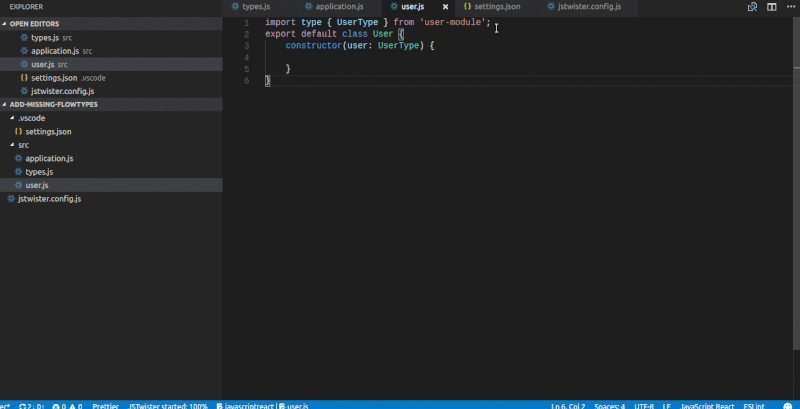 EXPLORER
OPEN EDITORS
types.js src
application.js src
user.js src
{} settings.json .vscode
jstwister.config.js
ADD-MISSING-FLOWTYPES
.vscode
{} settings.json
src
application.js
types.js
user.js
jstwister.config.js
types.js application.js user.js × {} settings.json jstwister.config.js ...
1 import type { UserType } from 'user-module';
2 export default class User {
3 constructor(user: UserType) {
4
5 }
6 }
er* 2↓ 0↑ 0 0 Prettier JSTwister started: 100% javascriptreact | user.js Ln 6, Col 2 Spaces: 4 UTF-8 LF JavaScript React ESLint